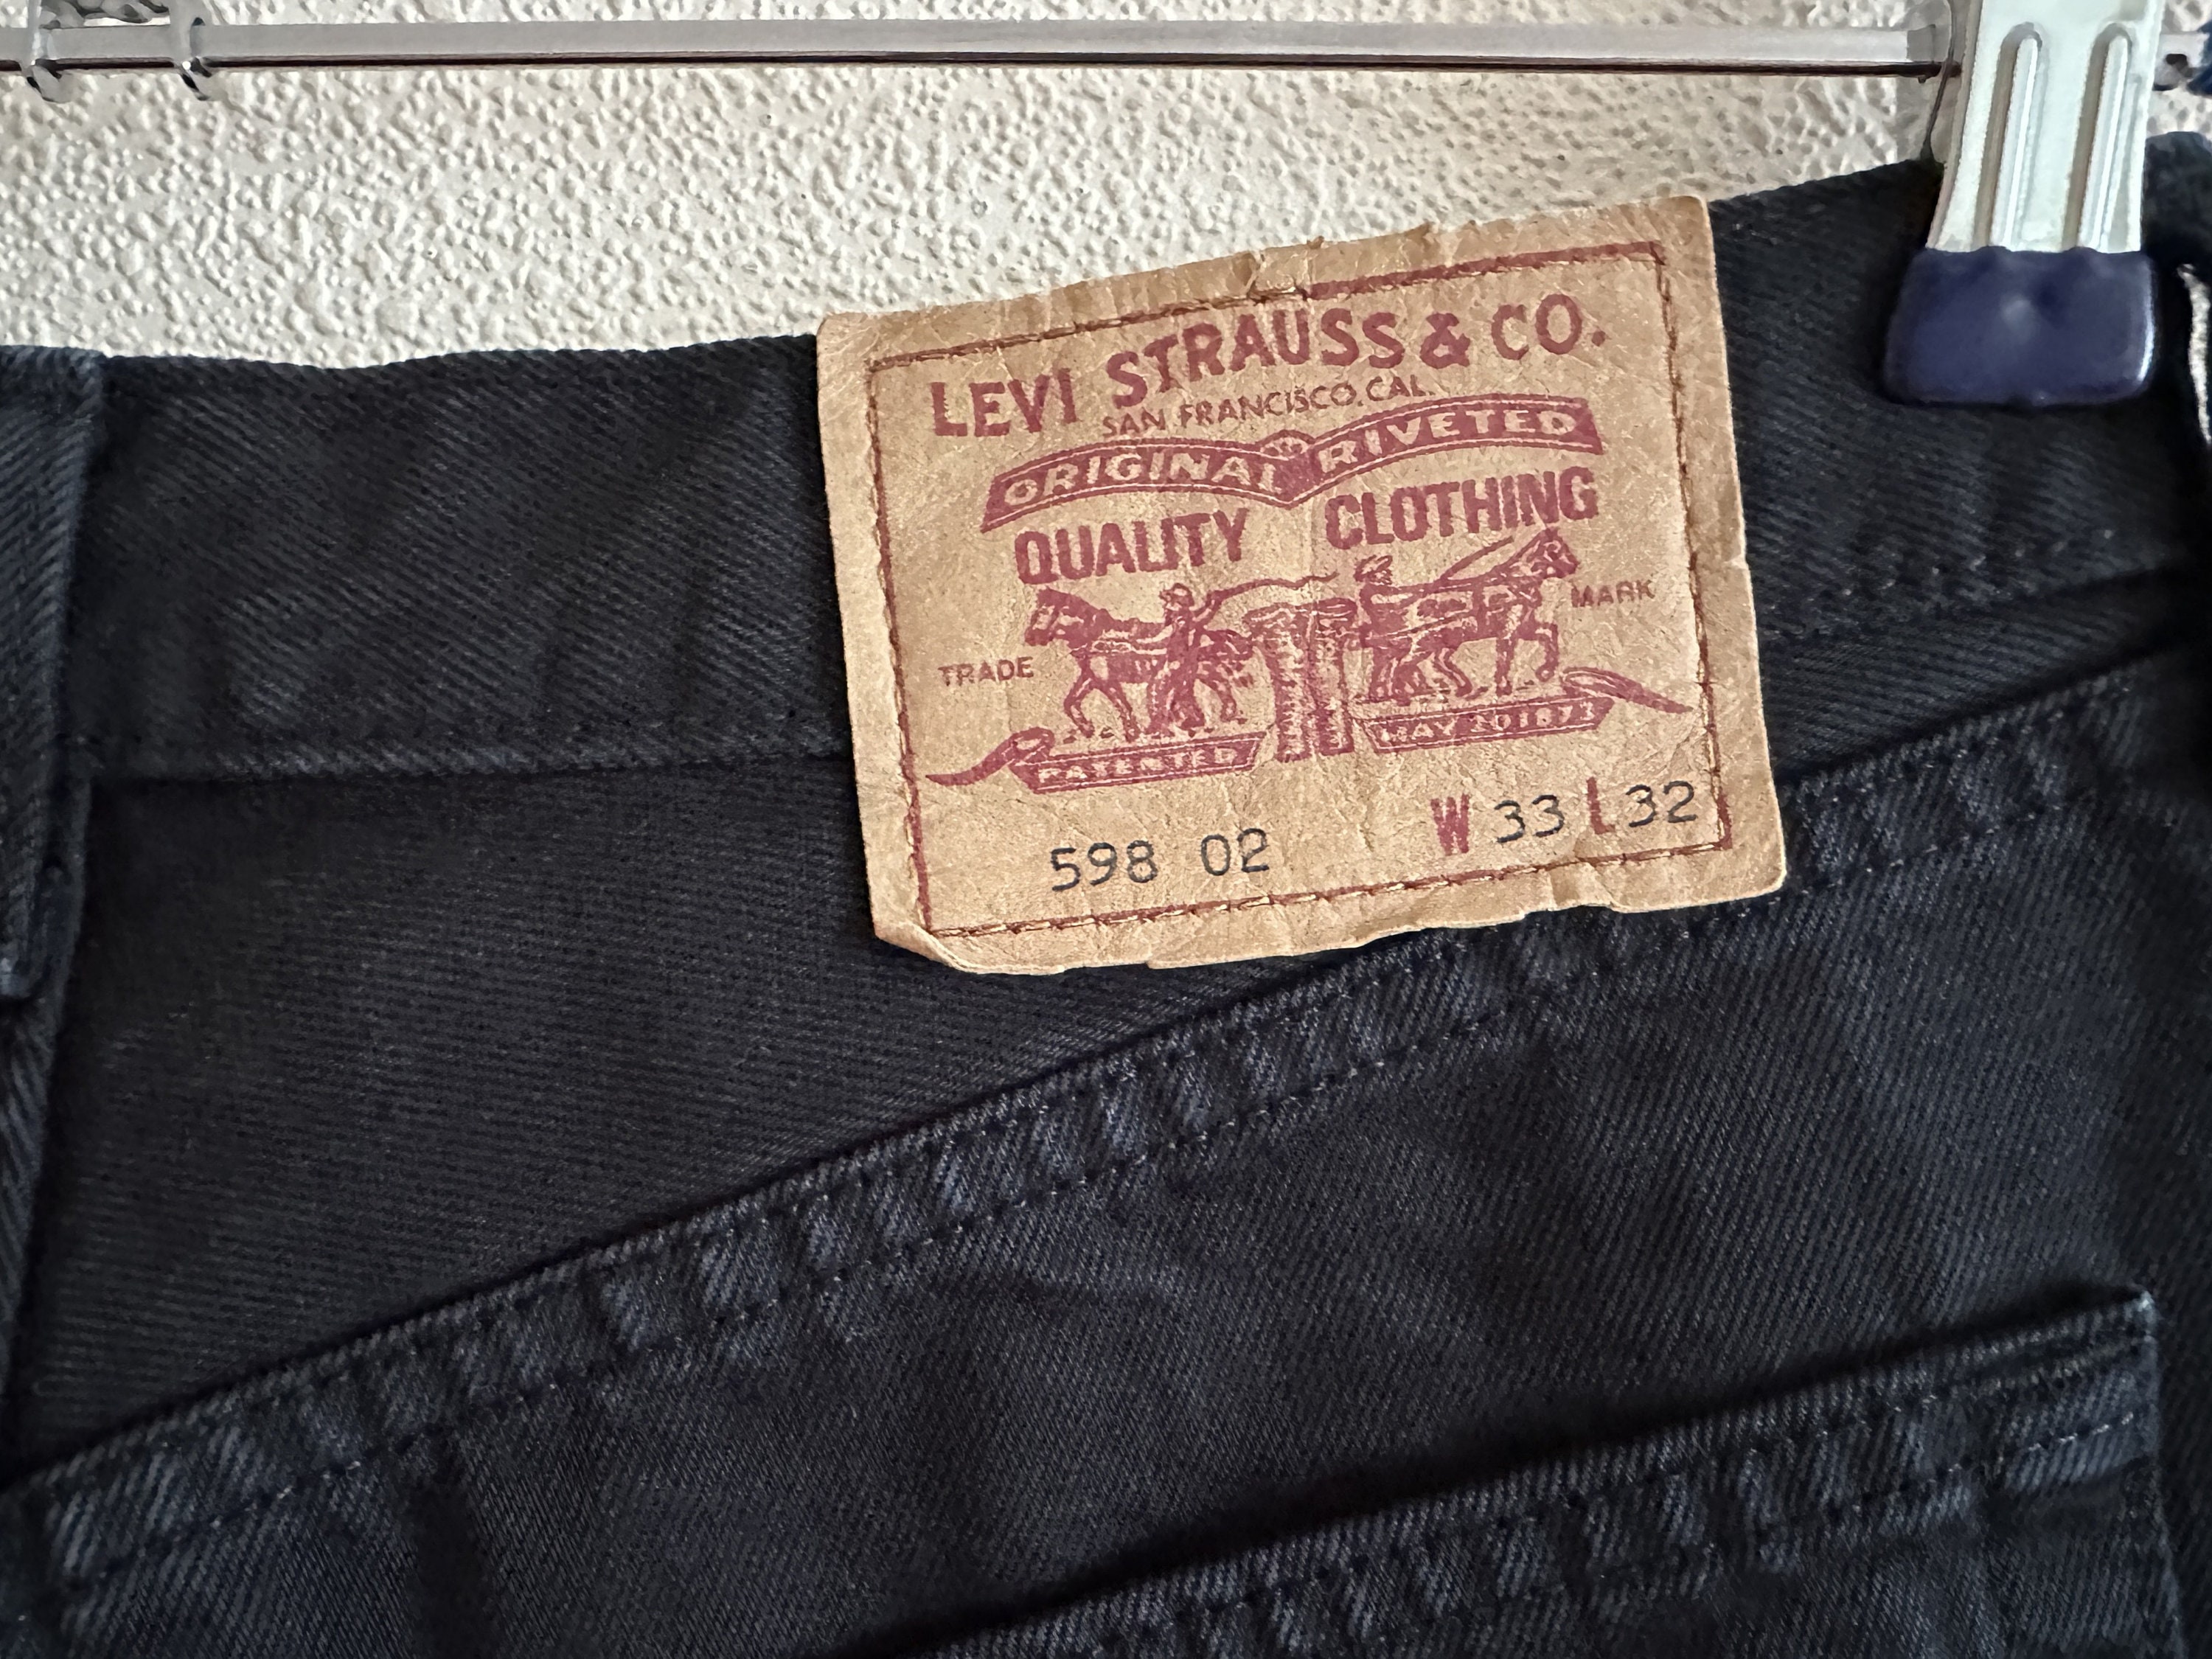 LEVI STRAUSS & CO.
SAN FRANCISCO, CAL.
ORIGINAL RIVETED
QUALITY CLOTHING
TRADE MARK
PATENTED MAY 20 1873
598 02 W 33 L 32